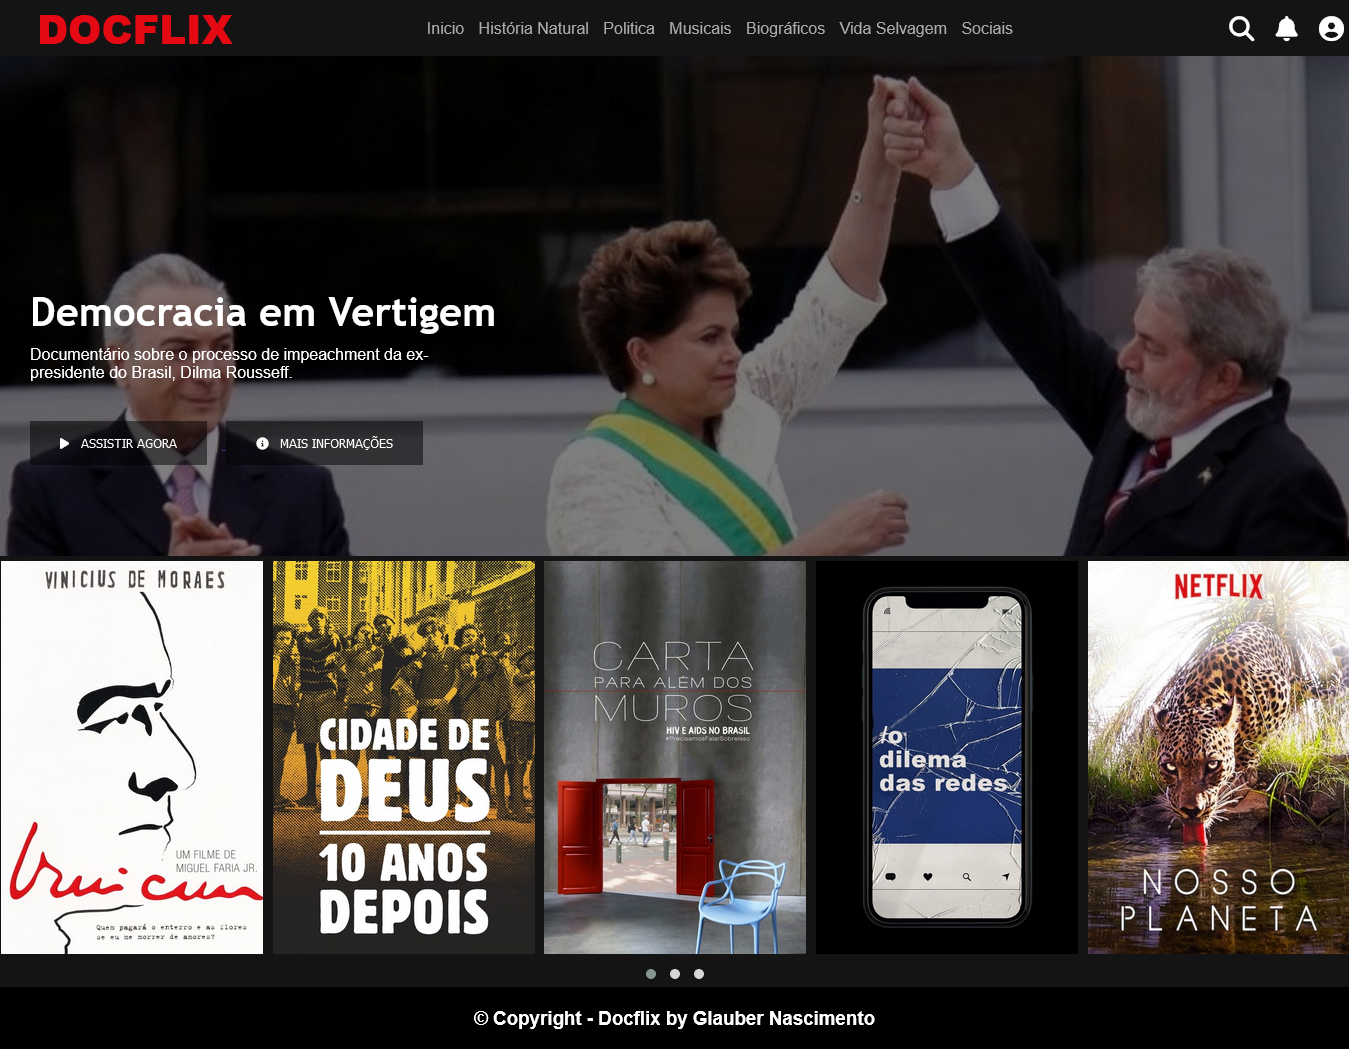 DOCFLIX
Inicio História Natural Politica Musicais Biográficos Vida Selvagem Sociais
Democracia em Vertigem
Documentário sobre o processo de impeachment da ex-
presidente do Brasil, Dilma Rousseff.
ASSISTIR AGORA
MAIS INFORMAÇÕES
VINICIUS DE MORAES
UM FILME DE
MIGUEL FARIA JR.
Quem pagará o enterro e as flores
se eu me morrer de amores?
CIDADE DE
DEUS
10 ANOS
DEPOIS
CARTA
PARA ALÉM DOS
MUROS
HIV E AIDS NO BRASIL
#PrecisamosFalarSobreIsso
/o
dilema
das redes_
NETFLIX
NOSSO
PLANETA
© Copyright - Docflix by Glauber Nascimento